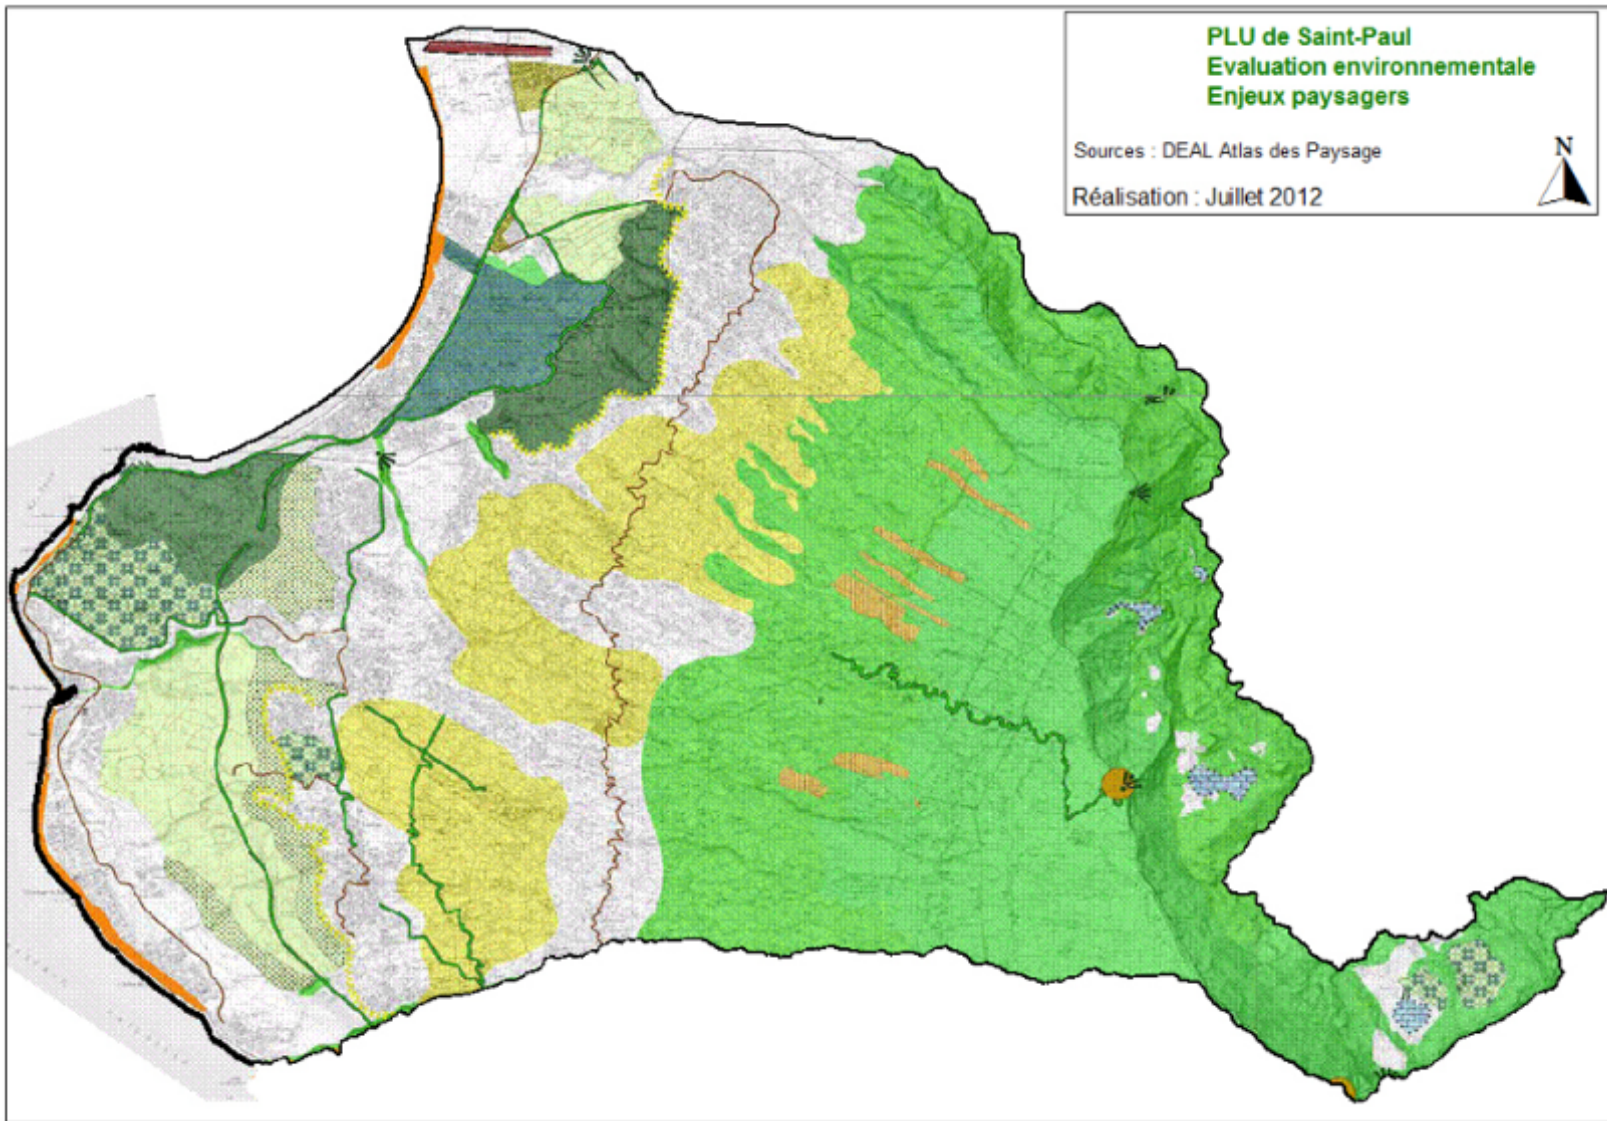 PLU de Saint-Paul
Evaluation environnementale
Enjeux paysagers
Sources : DEAL Atlas des Paysage
N
Réalisation : Juillet 2012